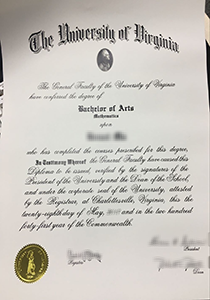 The University of Virginia
The General Faculty of the University of Virginia
have conferred the degree of
Bachelor of Arts
Mathematics
upon
who has completed the courses prescribed for this degree,
In Testimony Whereof the General Faculty have caused this
Diploma to be issued, verified by the signatures of the
President of the University and the Dean of the School,
and under the corporate seal of the University, attested
by the Registrar, at Charlottesville, Virginia, this the
twenty-eighth day of May, and in the two hundred
forty-first year of the Commonwealth.
Dean